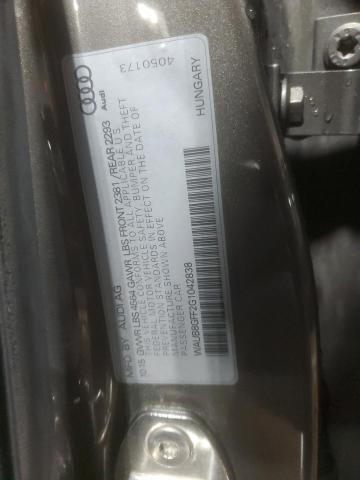 Audi
4050173
MFD BY AUDI AG
HUNGARY
10/15 GVWR LBS 4564 GAWR LBS FRONT 2381 / REAR 2293
THIS VEHICLE CONFORMS TO ALL APPLICABLE U.S.
FEDERAL MOTOR VEHICLE SAFETY, BUMPER, AND THEFT
PREVENTION STANDARDS IN EFFECT ON THE DATE OF
MANUFACTURE SHOWN ABOVE
PASSENGER CAR
WAUB8GFF2G1042838